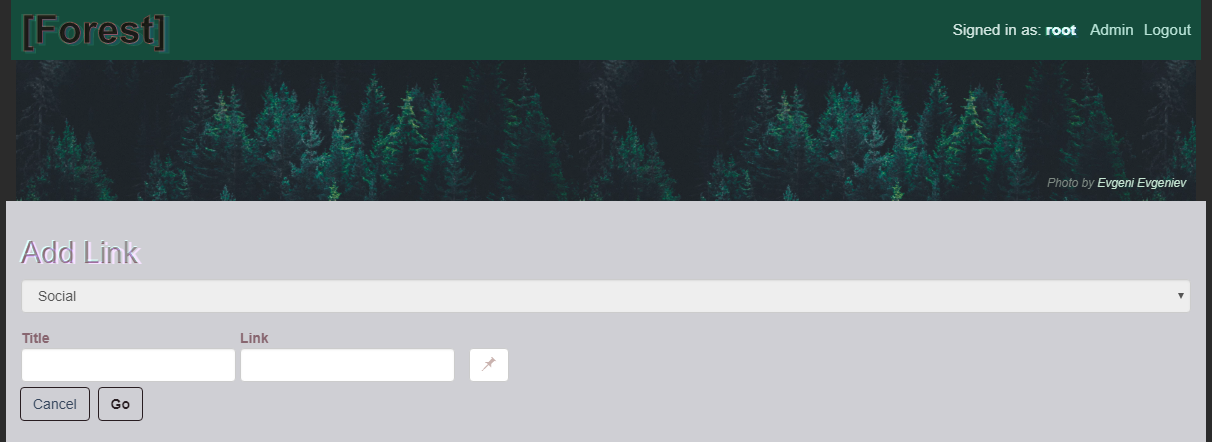 [Forest]
Signed in as: root Admin Logout
Photo by Evgeni Evgeniev
Add Link
Social
Title Link
Cancel Go